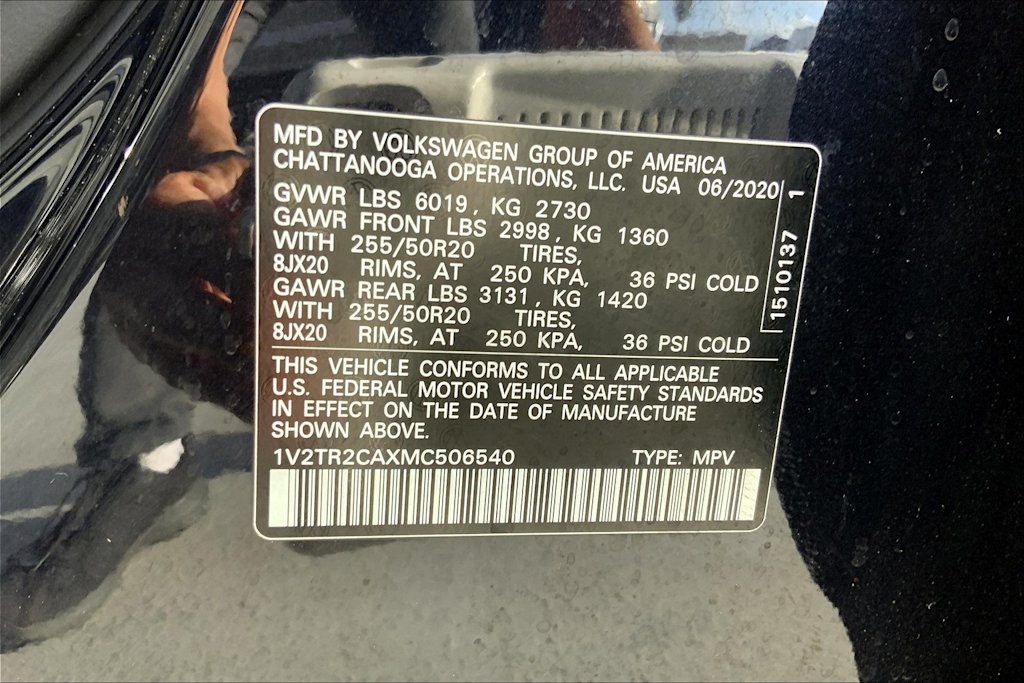 MFD BY VOLKSWAGEN GROUP OF AMERICA
CHATTANOOGA OPERATIONS, LLC. USA 06/2020
GVWR LBS 6019, KG 2730
GAWR FRONT LBS 2998, KG 1360
WITH 255/50R20 TIRES,
8JX20 RIMS, AT 250 KPA, 36 PSI COLD
GAWR REAR LBS 3131, KG 1420
WITH 255/50R20 TIRES,
8JX20 RIMS, AT 250 KPA, 36 PSI COLD
1510137 1
THIS VEHICLE CONFORMS TO ALL APPLICABLE
U.S. FEDERAL MOTOR VEHICLE SAFETY STANDARDS
IN EFFECT ON THE DATE OF MANUFACTURE
SHOWN ABOVE.
1V2TR2CAXMC506540 TYPE: MPV